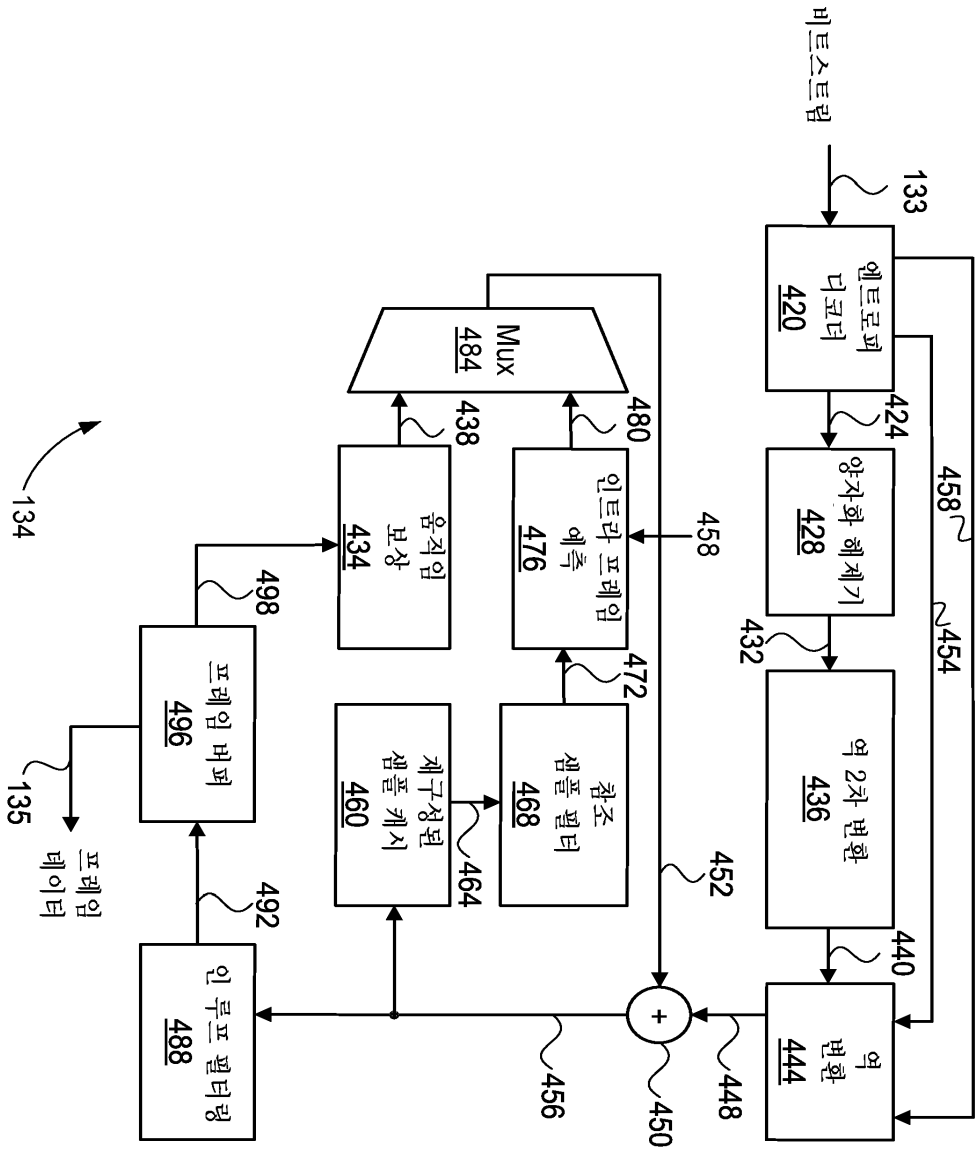 458
454
비트스트림
133
엔트로피
디코더
420
424
양자화 해제기
428
432
역 2차 변환
436
440
역
변환
444
448
+
450
452
458
Mux
484
480
인트라 프레임
예측
476
472
참조
샘플 필터
468
464
438
움직임
보상
434
재구성된
샘플 캐시
460
456
498
프레임 버퍼
496
492
인 루프 필터링
488
135
프레임
데이터
134